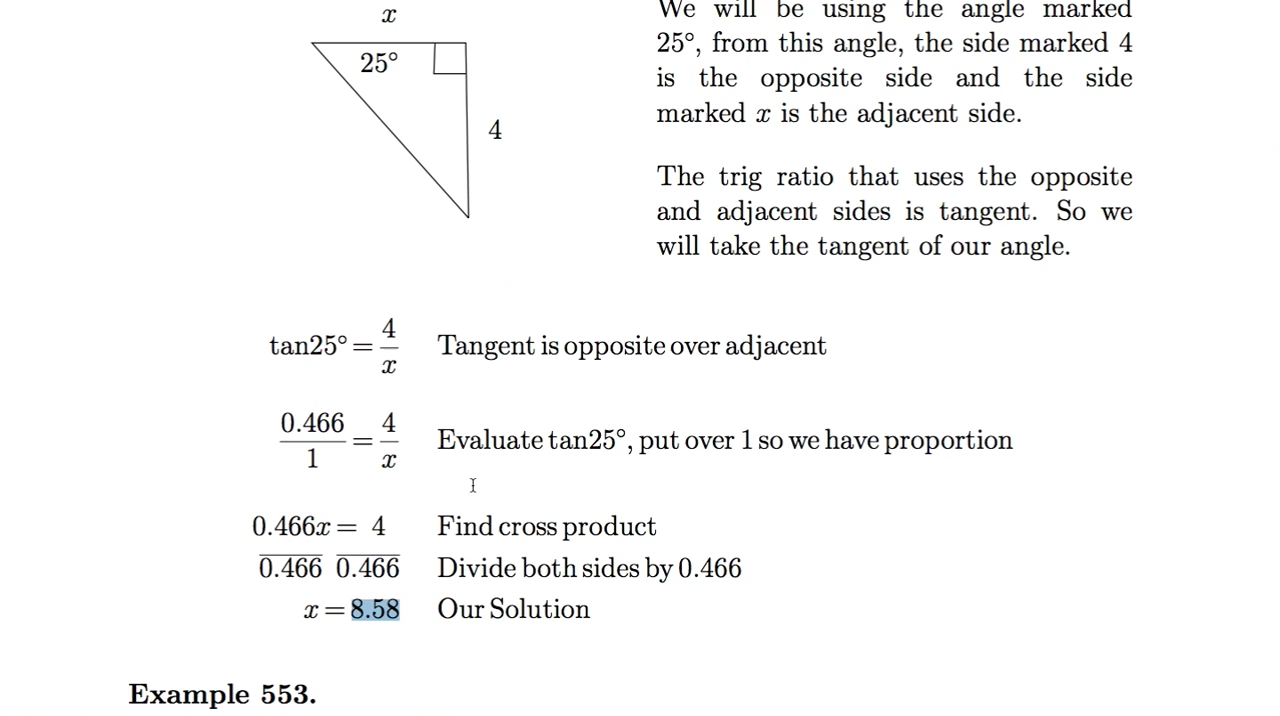 x
25°
4
We will be using the angle marked
25°, from this angle, the side marked 4
is the opposite side and the side
marked x is the adjacent side.
The trig ratio that uses the opposite
and adjacent sides is tangent. So we
will take the tangent of our angle.
tan25° = 4/x Tangent is opposite over adjacent
0.466/1 = 4/x Evaluate tan25°, put over 1 so we have proportion
0.466x = 4 Find cross product
0.466 0.466 Divide both sides by 0.466
x = 8.58 Our Solution
Example 553.